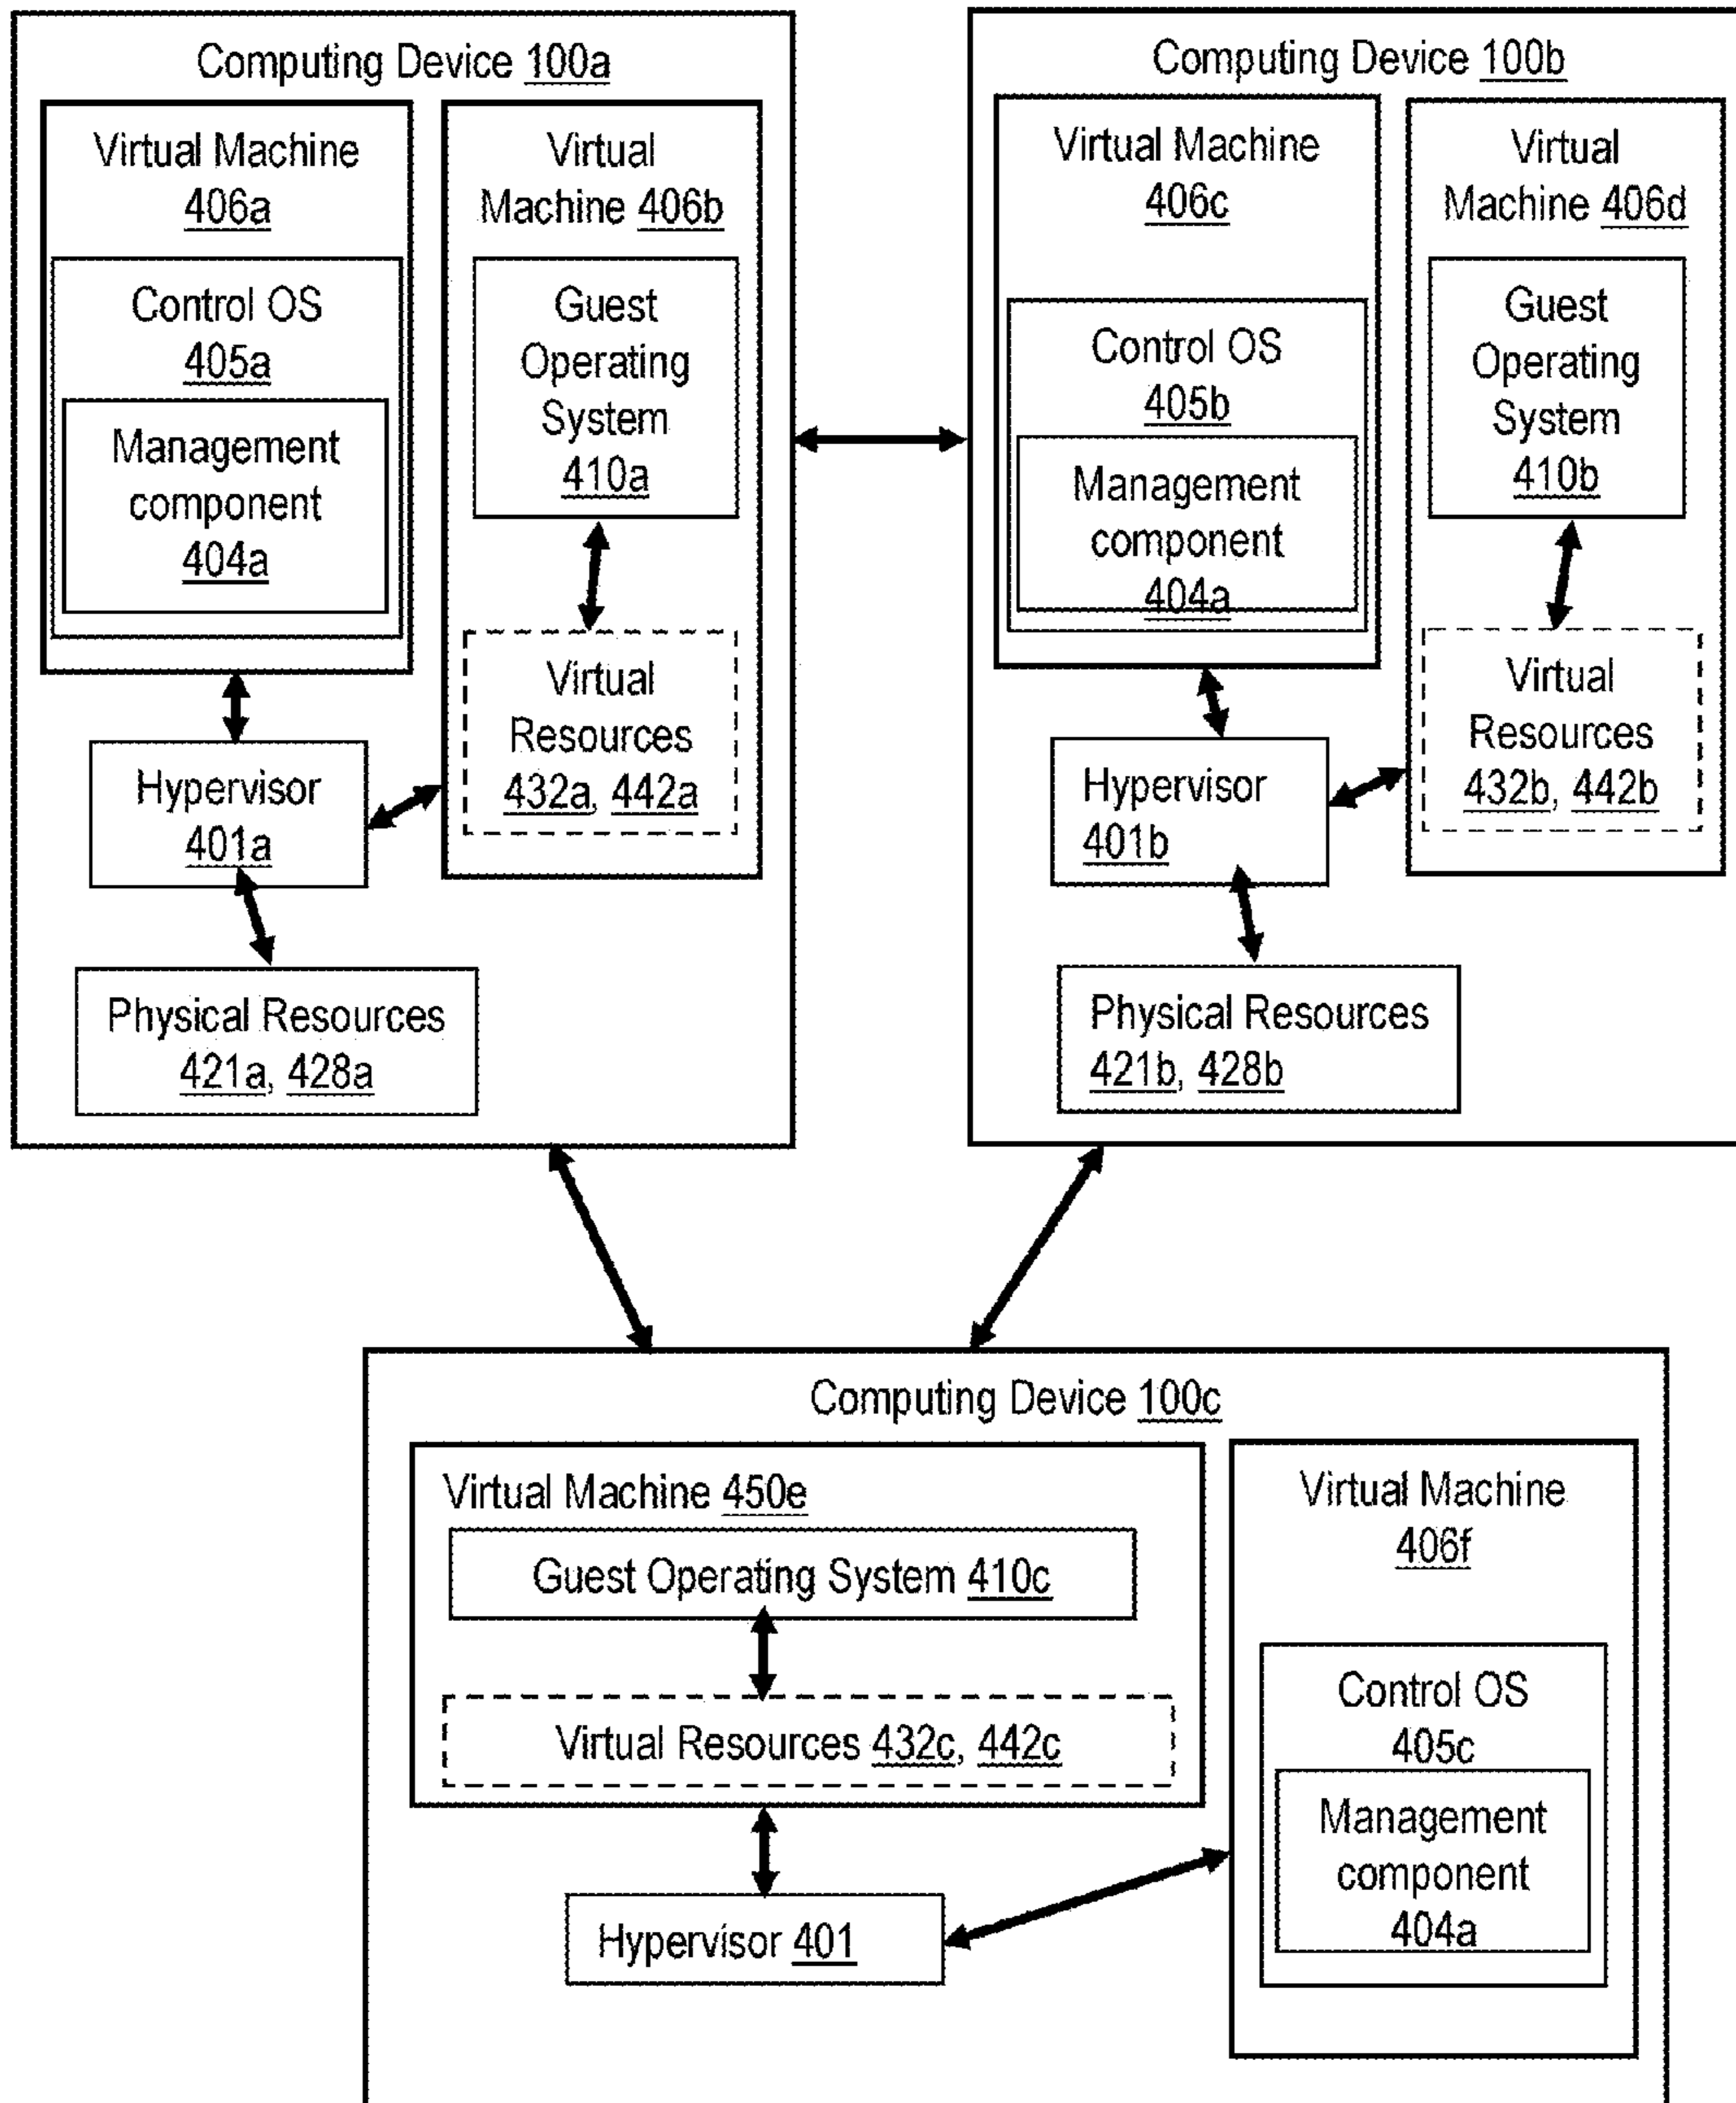 Computing Device 100a
Virtual Machine
406a
Control OS
405a
Management
component
404a
Virtual
Machine 406b
Guest
Operating
System
410a
Virtual
Resources
432a, 442a
Hypervisor
401a
Physical Resources
421a, 428a
Computing Device 100b
Virtual Machine
406c
Control OS
405b
Management
component
404a
Virtual
Machine 406d
Guest
Operating
System
410b
Virtual
Resources
432b, 442b
Hypervisor
401b
Physical Resources
421b, 428b
Computing Device 100c
Virtual Machine 450e
Guest Operating System 410c
Virtual Resources 432c, 442c
Hypervisor 401
Virtual Machine
406f
Control OS
405c
Management
component
404a